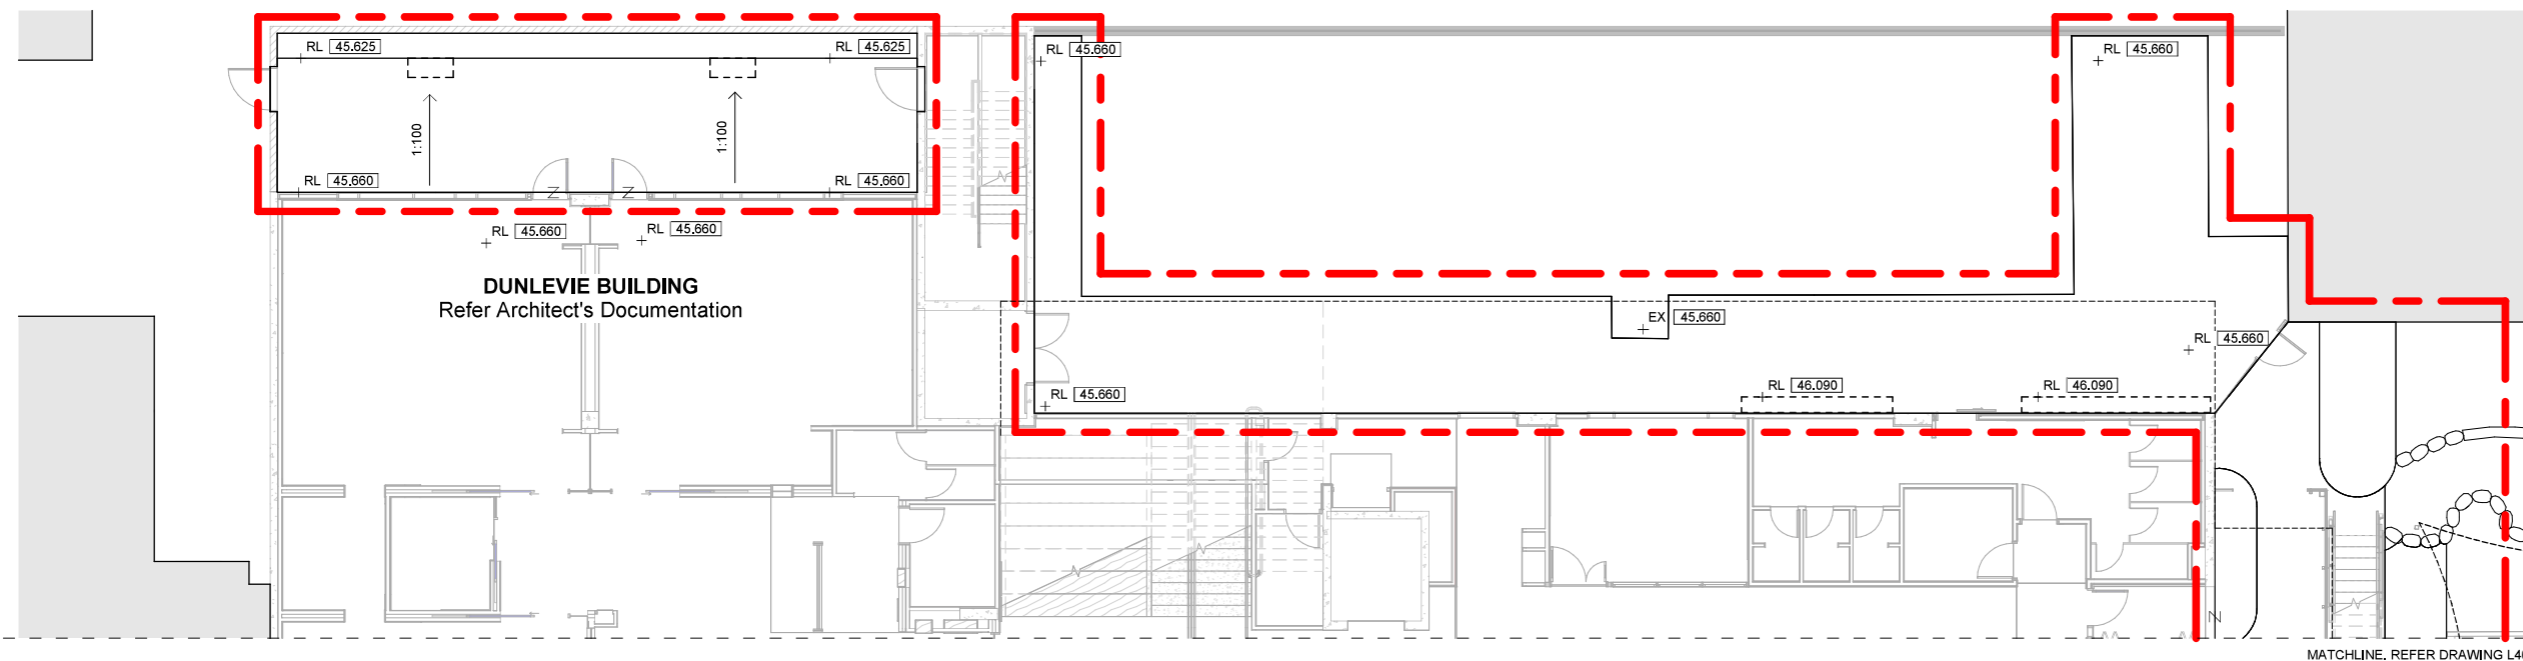 RL 45.625
RL 45.625
RL 45.660
RL 45.660
1:100
1:100
RL 45.660
RL 45.660
RL 45.660
RL 45.660
DUNLEVIE BUILDING
Refer Architect's Documentation
EX 45.660
RL 45.660
RL 45.660
RL 46.090
RL 46.090
MATCHLINE. REFER DRAWING